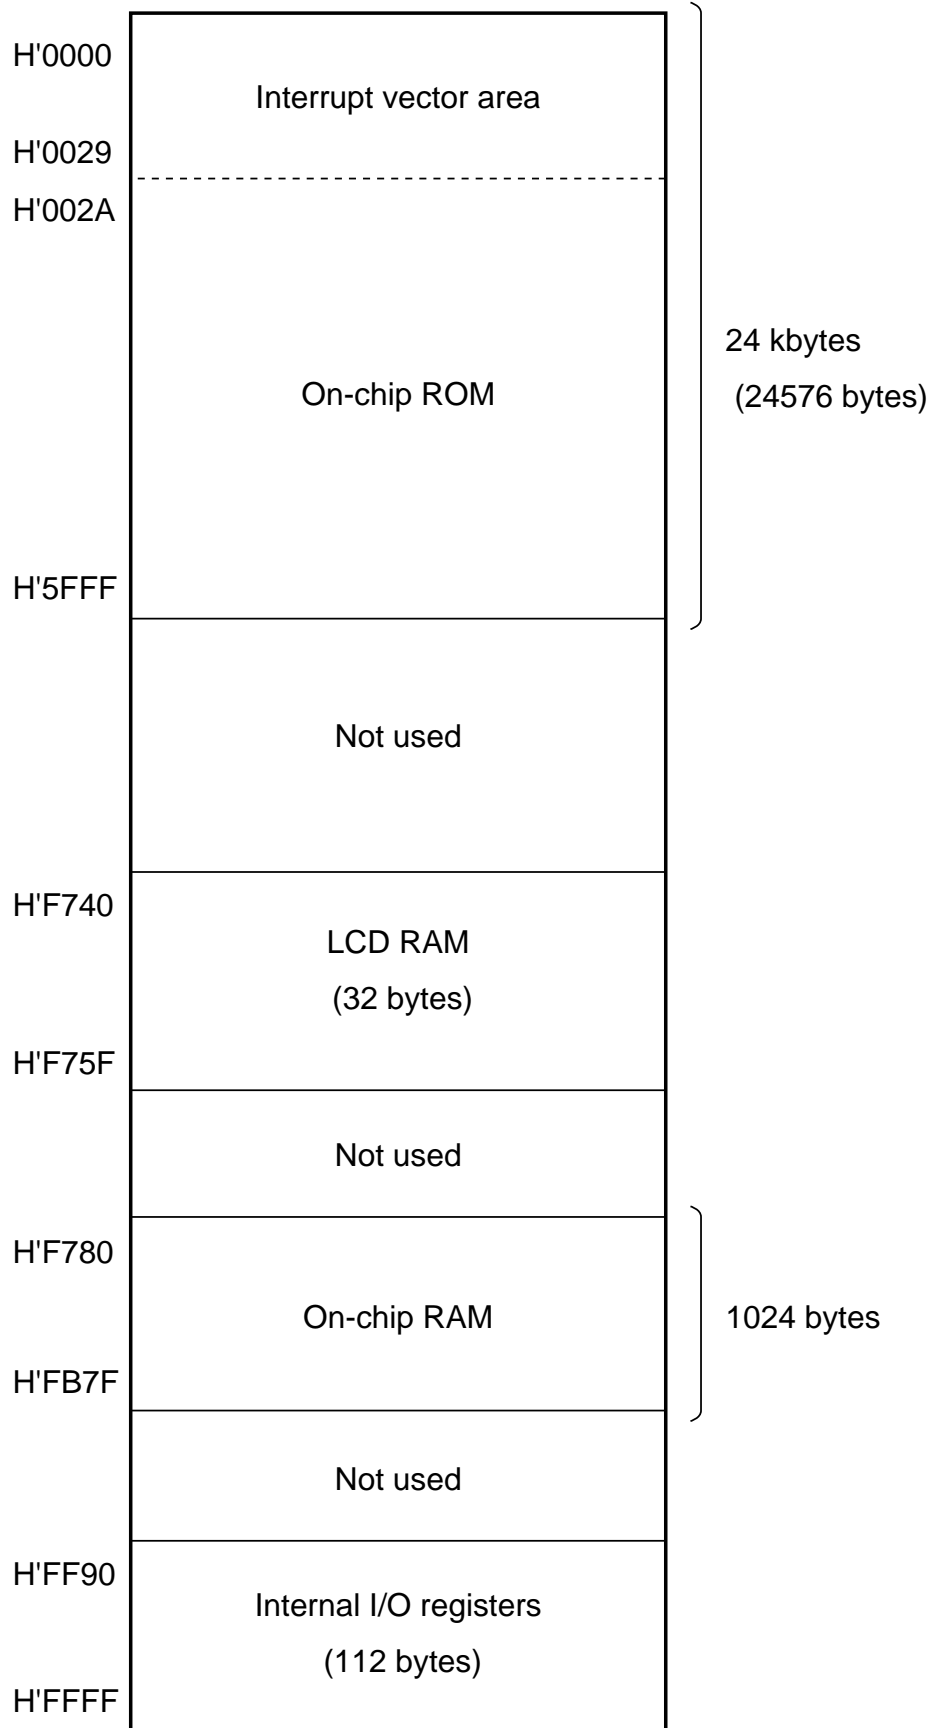 H'0000
Interrupt vector area
H'0029
H'002A
24 kbytes
On-chip ROM
(24576 bytes)
H'5FFF
Not used
H'F740
LCD RAM
(32 bytes)
H'F75F
Not used
H'F780
On-chip RAM
1024 bytes
H'FB7F
Not used
H'FF90
Internal I/O registers
(112 bytes)
H'FFFF